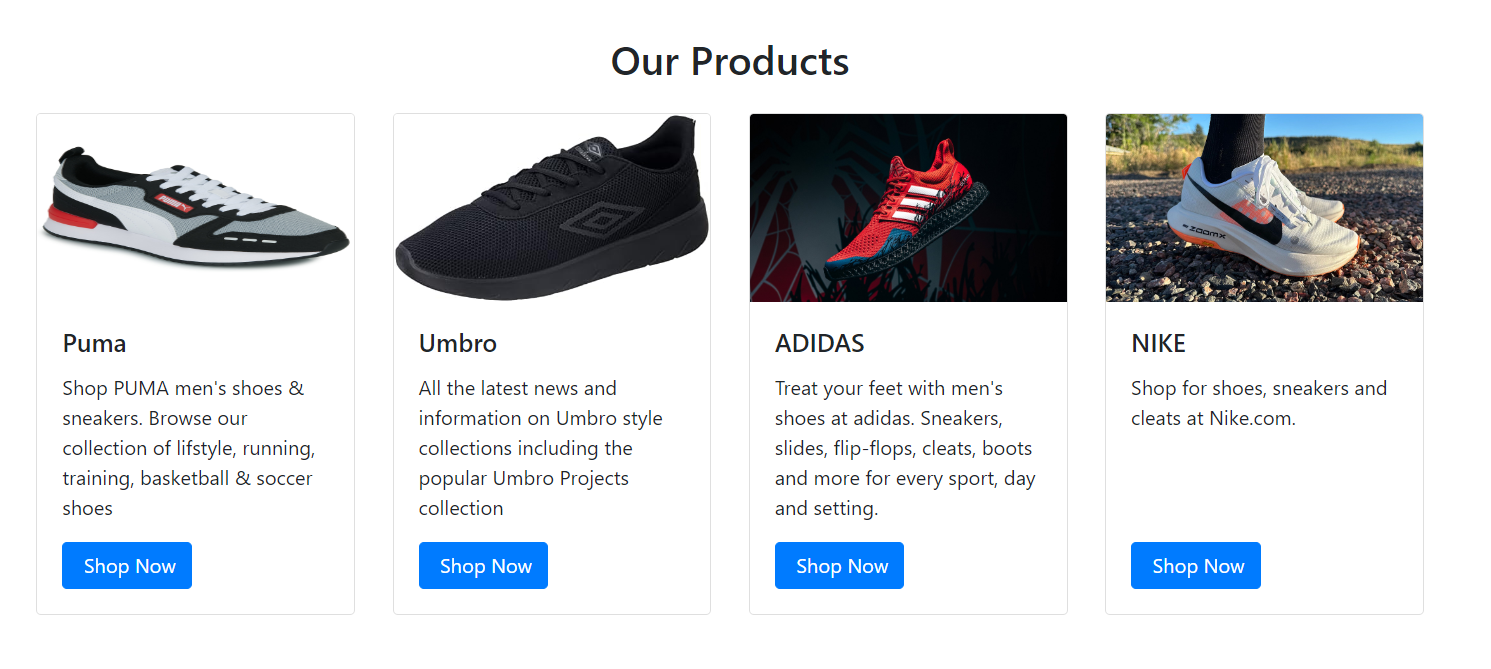 Our Products
PUMA
umbro
ZOOMX
Puma
Shop PUMA men's shoes &
sneakers. Browse our
collection of lifstyle, running,
training, basketball & soccer
shoes
Shop Now
Umbro
All the latest news and
information on Umbro style
collections including the
popular Umbro Projects
collection
Shop Now
ADIDAS
Treat your feet with men's
shoes at adidas. Sneakers,
slides, flip-flops, cleats, boots
and more for every sport, day
and setting.
Shop Now
NIKE
Shop for shoes, sneakers and
cleats at Nike.com.
Shop Now